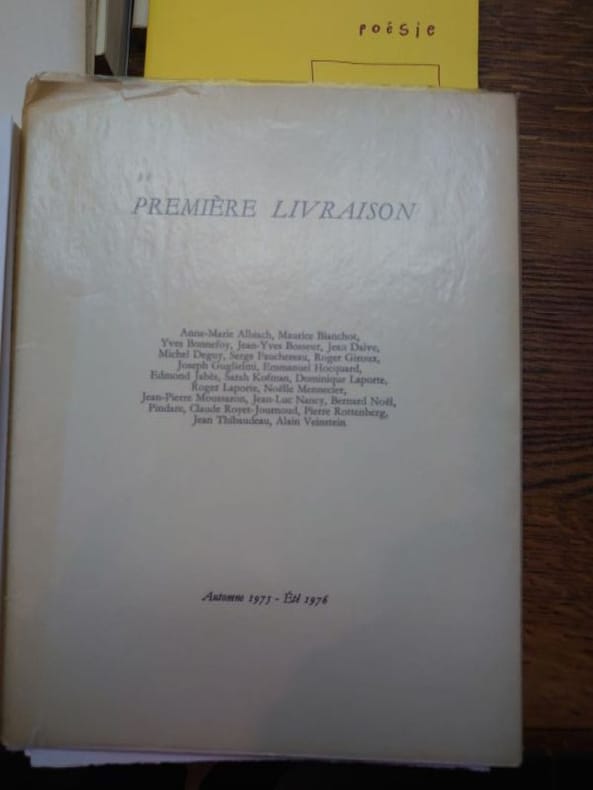 poésie
PREMIÈRE LIVRAISON
Anne-Marie Albiach, Maurice Blanchot,
Yves Bonnefoy, Jean-Yves Bosseur, Jean Daive,
Michel Deguy, Serge Fauchereau, Roger Giroux,
Joseph Guglielmi, Emmanuel Hocquard,
Edmond Jabès, Sarah Kofman, Dominique Laporte,
Roger Laporte, Noëlle Mennecier,
Jean-Pierre Moussaron, Jean-Luc Nancy, Bernard Noël,
Pindare, Claude Royet-Journoud, Pierre Rottenberg,
Jean Thibaudeau, Alain Veinstein
Automne 1975 - Été 1976